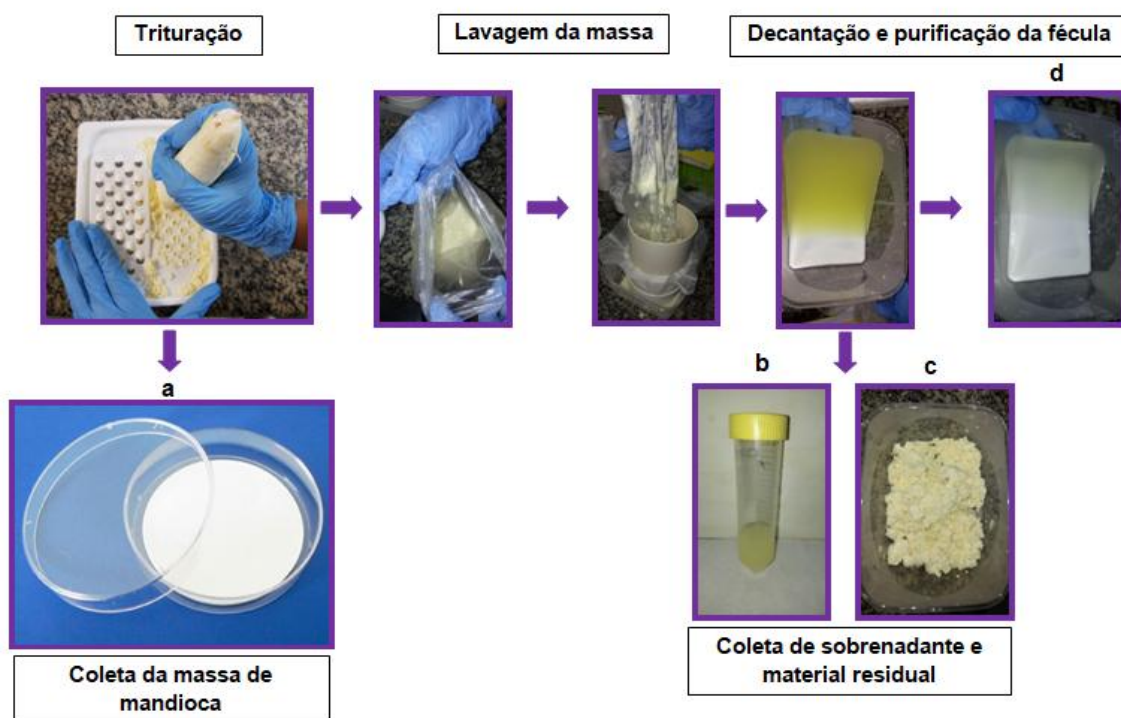 Trituração
Lavagem da massa
Decantação e purificação da fécula
d
a
b
c
Coleta da massa de
mandioca
Coleta de sobrenadante e
material residual